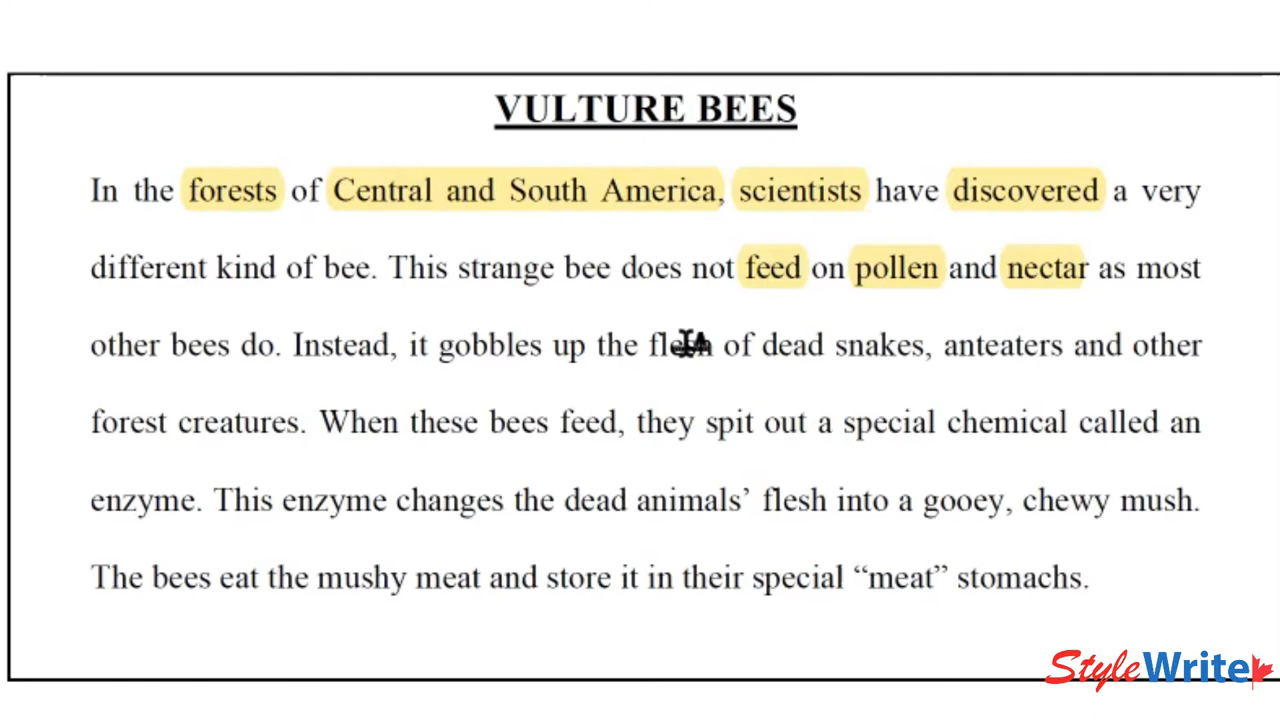 VULTURE BEES
In the forests of Central and South America, scientists have discovered a very
different kind of bee. This strange bee does not feed on pollen and nectar as most
other bees do. Instead, it gobbles up the flesh of dead snakes, anteaters and other
forest creatures. When these bees feed, they spit out a special chemical called an
enzyme. This enzyme changes the dead animals’ flesh into a gooey, chewy mush.
The bees eat the mushy meat and store it in their special “meat” stomachs.
StyleWrite